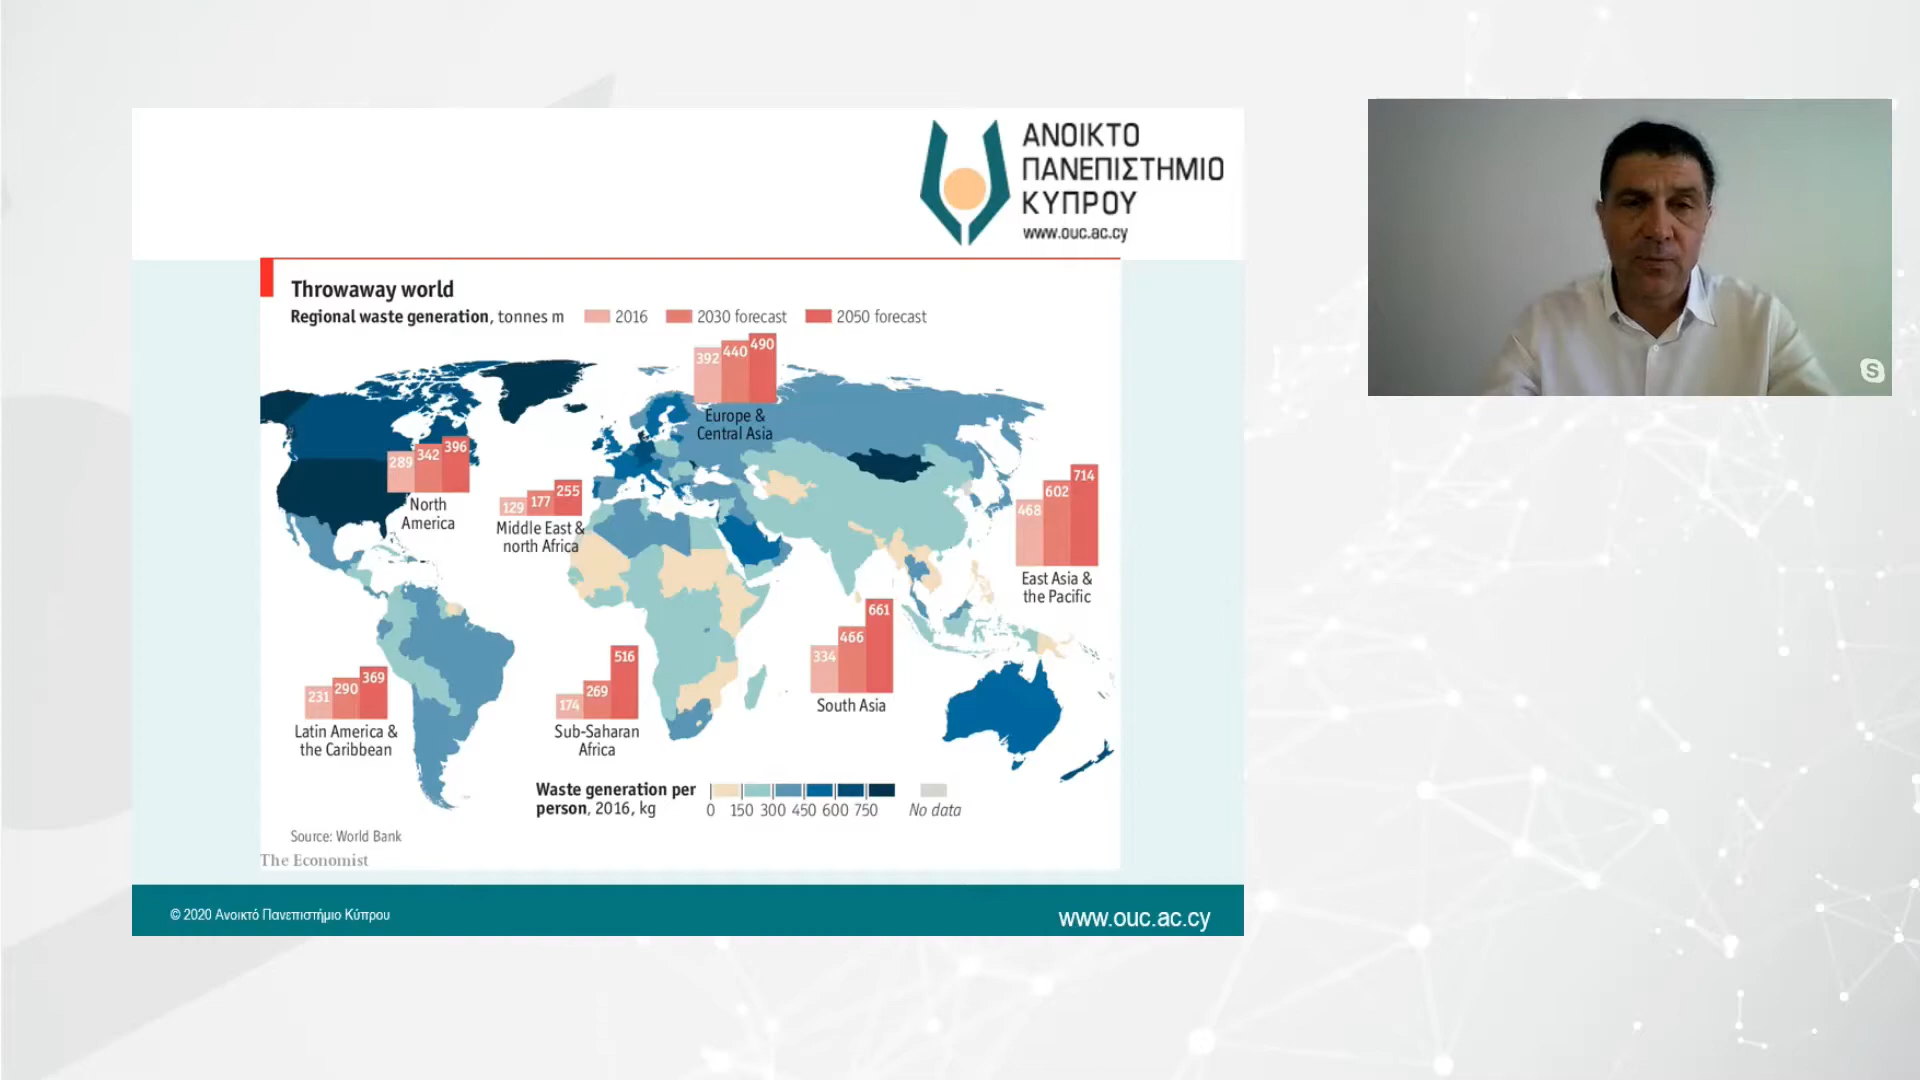 ΑΝΟΙΚΤΟ
ΠΑΝΕΠΙΣΤΗΜΙΟ
ΚΥΠΡΟΥ
www.ouc.ac.cy
Throwaway world
Regional waste generation, tonnes m 2016 2030 forecast 2050 forecast
392 440 490
Europe &
Central Asia
289 342 396
North
America
129 177 255
Middle East &
north Africa
468 602 714
East Asia &
the Pacific
334 466 661
South Asia
231 290 369
Latin America &
the Caribbean
174 269 516
Sub-Saharan
Africa
Waste generation per
person, 2016, kg
0 150 300 450 600 750 No data
Source: World Bank
The Economist
© 2020 Ανοικτό Πανεπιστήμιο Κύπρου
www.ouc.ac.cy
S